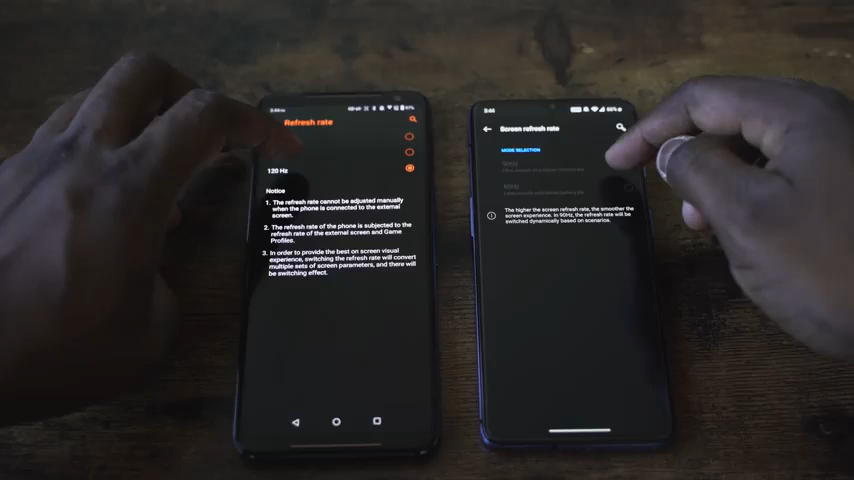 Refresh rate
120 Hz
Notice
1. The refresh rate cannot be adjusted manually
when the phone is connected to the external
screen.
2. The refresh rate of the phone is subjected to the
refresh rate of the external screen and Game
Profiles.
3. In order to provide the best on screen visual
experience, switching the refresh rate will convert
multiple sets of screen parameters, and there will
be switching effect.
3:44
Screen refresh rate
MODE SELECTION
90Hz
60Hz
The higher the screen refresh rate, the smoother the
screen experience. In 90Hz, the refresh rate will be
switched dynamically based on scenarios.